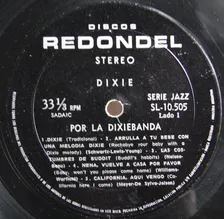 DISCOS
REDONDEL
STEREO
DIXIE
33⅓ RPM
SADAIC
SERIE JAZZ
SL-10.505
Lado 1
POR LA DIXIEBANDA
1.DIXIE (Tradicional) - 2. ARRULLA A TU BEBE CON
UNA MELODIA DIXIE (Rockabye your baby with a
Dixie melody) (Schwartz-Lewis-Young) - 3. LAS COS-
TUMBRES DE BUDDIT (Buddit's habits) (Nelson-
) - 4. NENA, VUELVE A CASA POR FAVOR
(Baby, won't you please come home) (Williams-
Warfield) - 5. CALIFORNIA, AQUI VENGO (Ca-
lifornia here I come) (Meyer-De Sylva-Jolson)